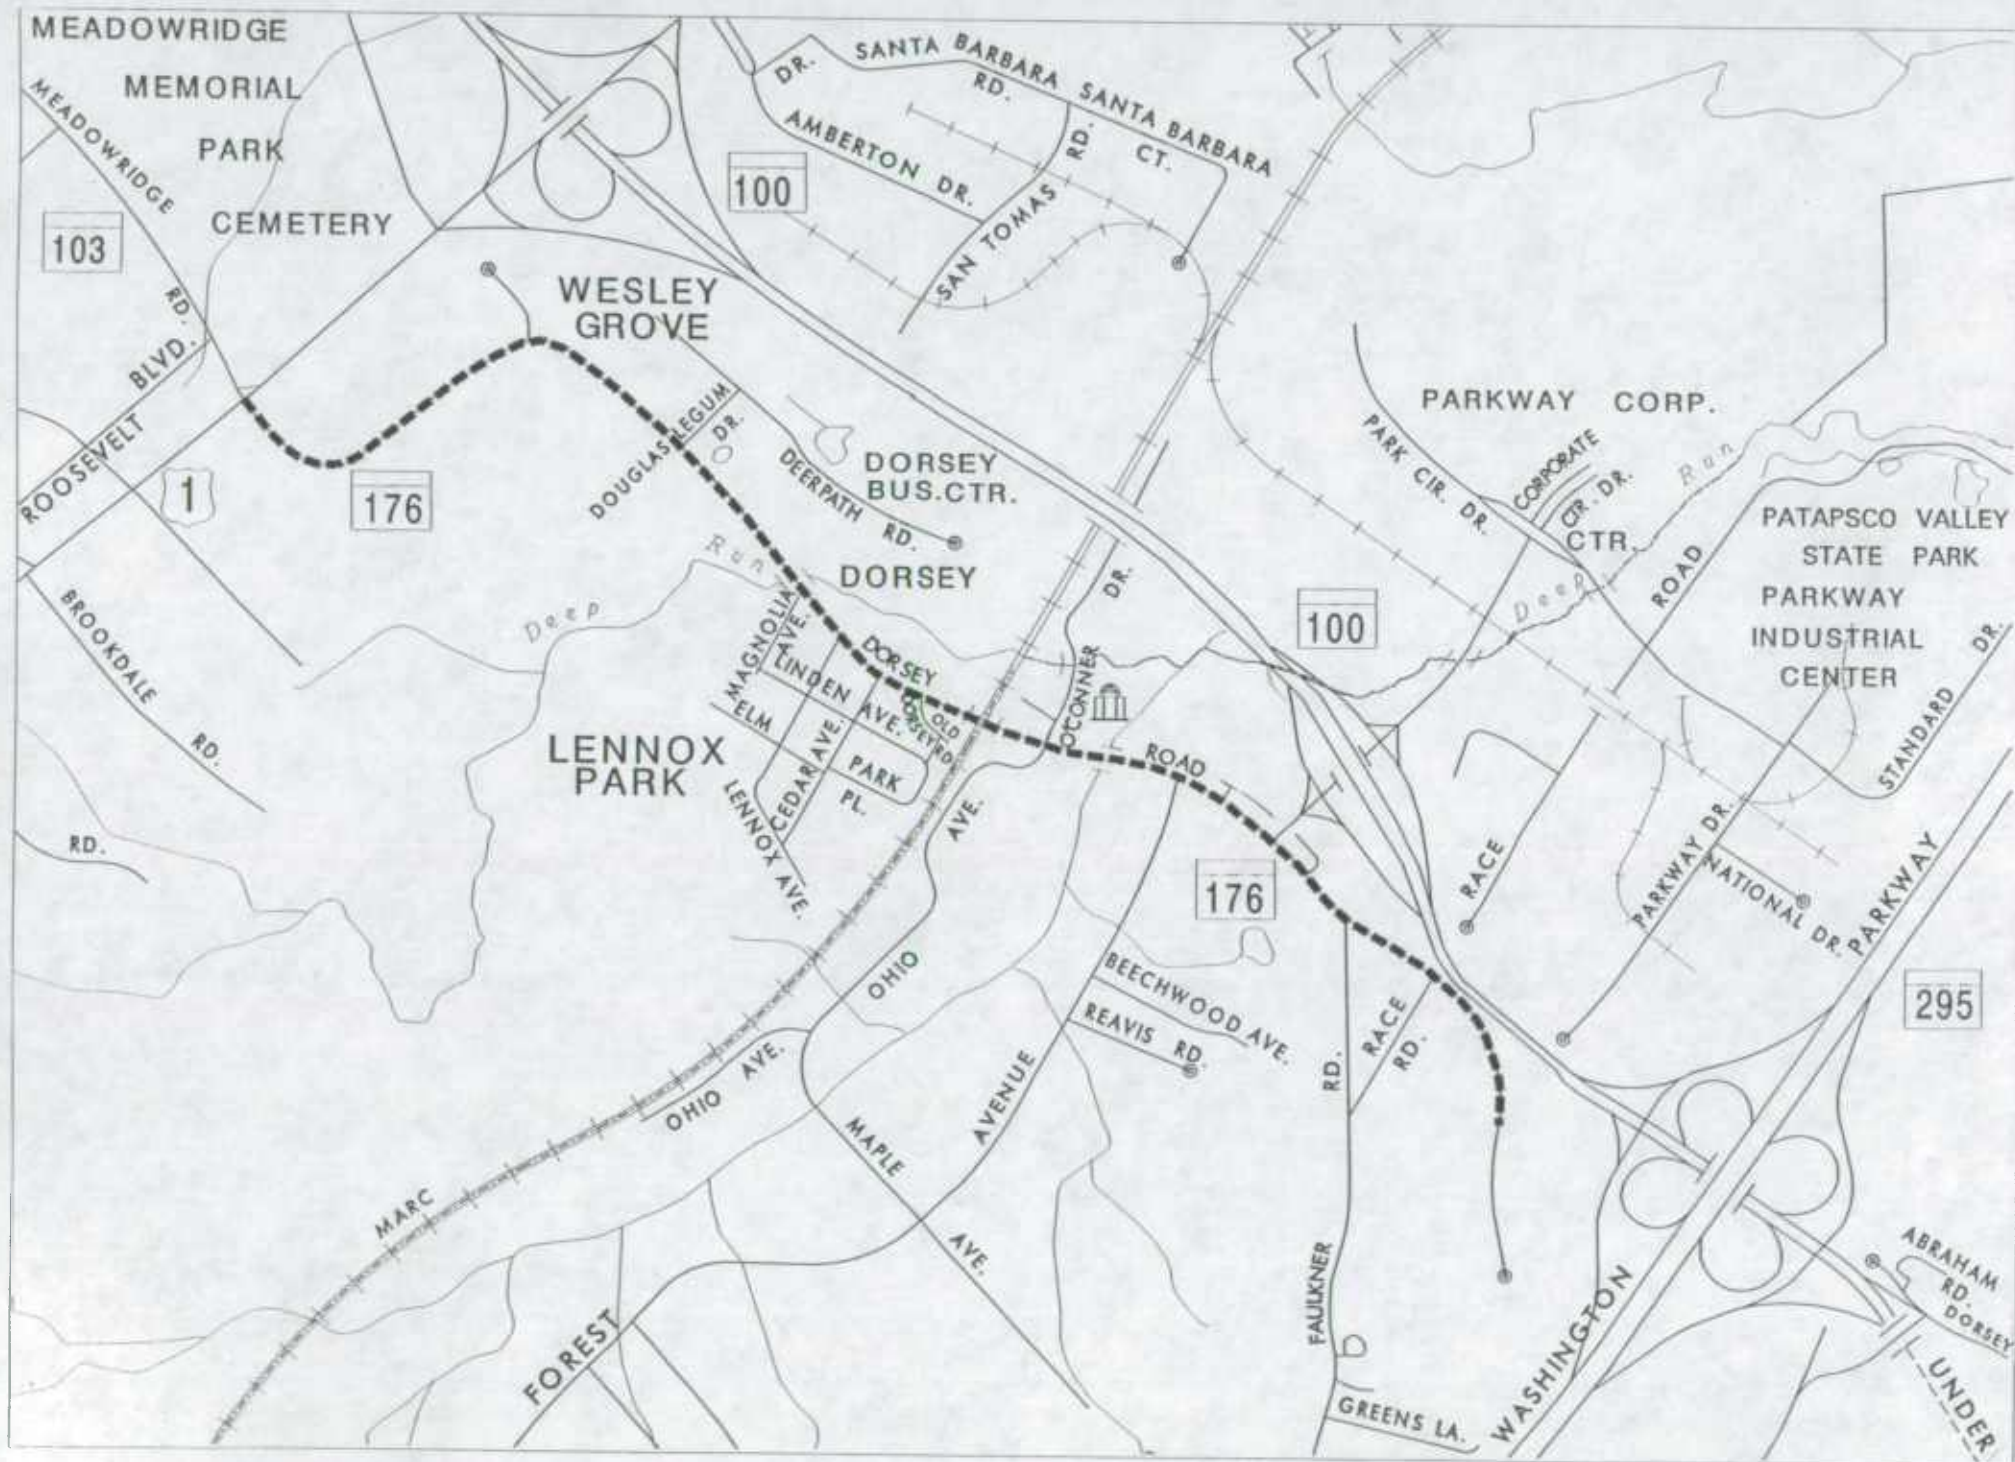 MEADOWRIDGE
MEMORIAL
PARK
CEMETERY
MEADOWRIDGE
RD.
103
ROOSEVELT
BLVD.
1
176
BROOKDALE
RD.
RD.
WESLEY
GROVE
DOUGLAS LEGUM
DR.
DEERPATH RD.
DORSEY
BUS.CTR.
DORSEY
Deep
Run
100
DR.
SANTA BARBARA
RD.
SANTA BARBARA
CT.
AMBERTON DR.
SAN TOMAS
RD.
LENNOX
PARK
MAGNOLIA
AVE.
LINDEN AVE.
ELM
PARK
PL.
CEDAR AVE.
LENNOX AVE.
DORSEY
OLD
DORSEY RD.
OCONNER
DR.
ROAD
AVE.
OHIO
OHIO AVE.
MARC
MAPLE
AVE.
FOREST
AVENUE
BEECHWOOD AVE.
REAVIS RD.
176
RD.
FAULKNER
RACE
RD.
GREENS LA.
100
PARKWAY CORP.
PARK CIR. DR.
CORPORATE
CTR. DR.
CTR.
Deep
Run
RACE
ROAD
PATAPSCO VALLEY
STATE PARK
PARKWAY
INDUSTRIAL
CENTER
STANDARD DR.
PARKWAY DR.
NATIONAL DR.
WASHINGTON
PARKWAY
295
ABRAHAM
RD.
DORSEY
UNDER